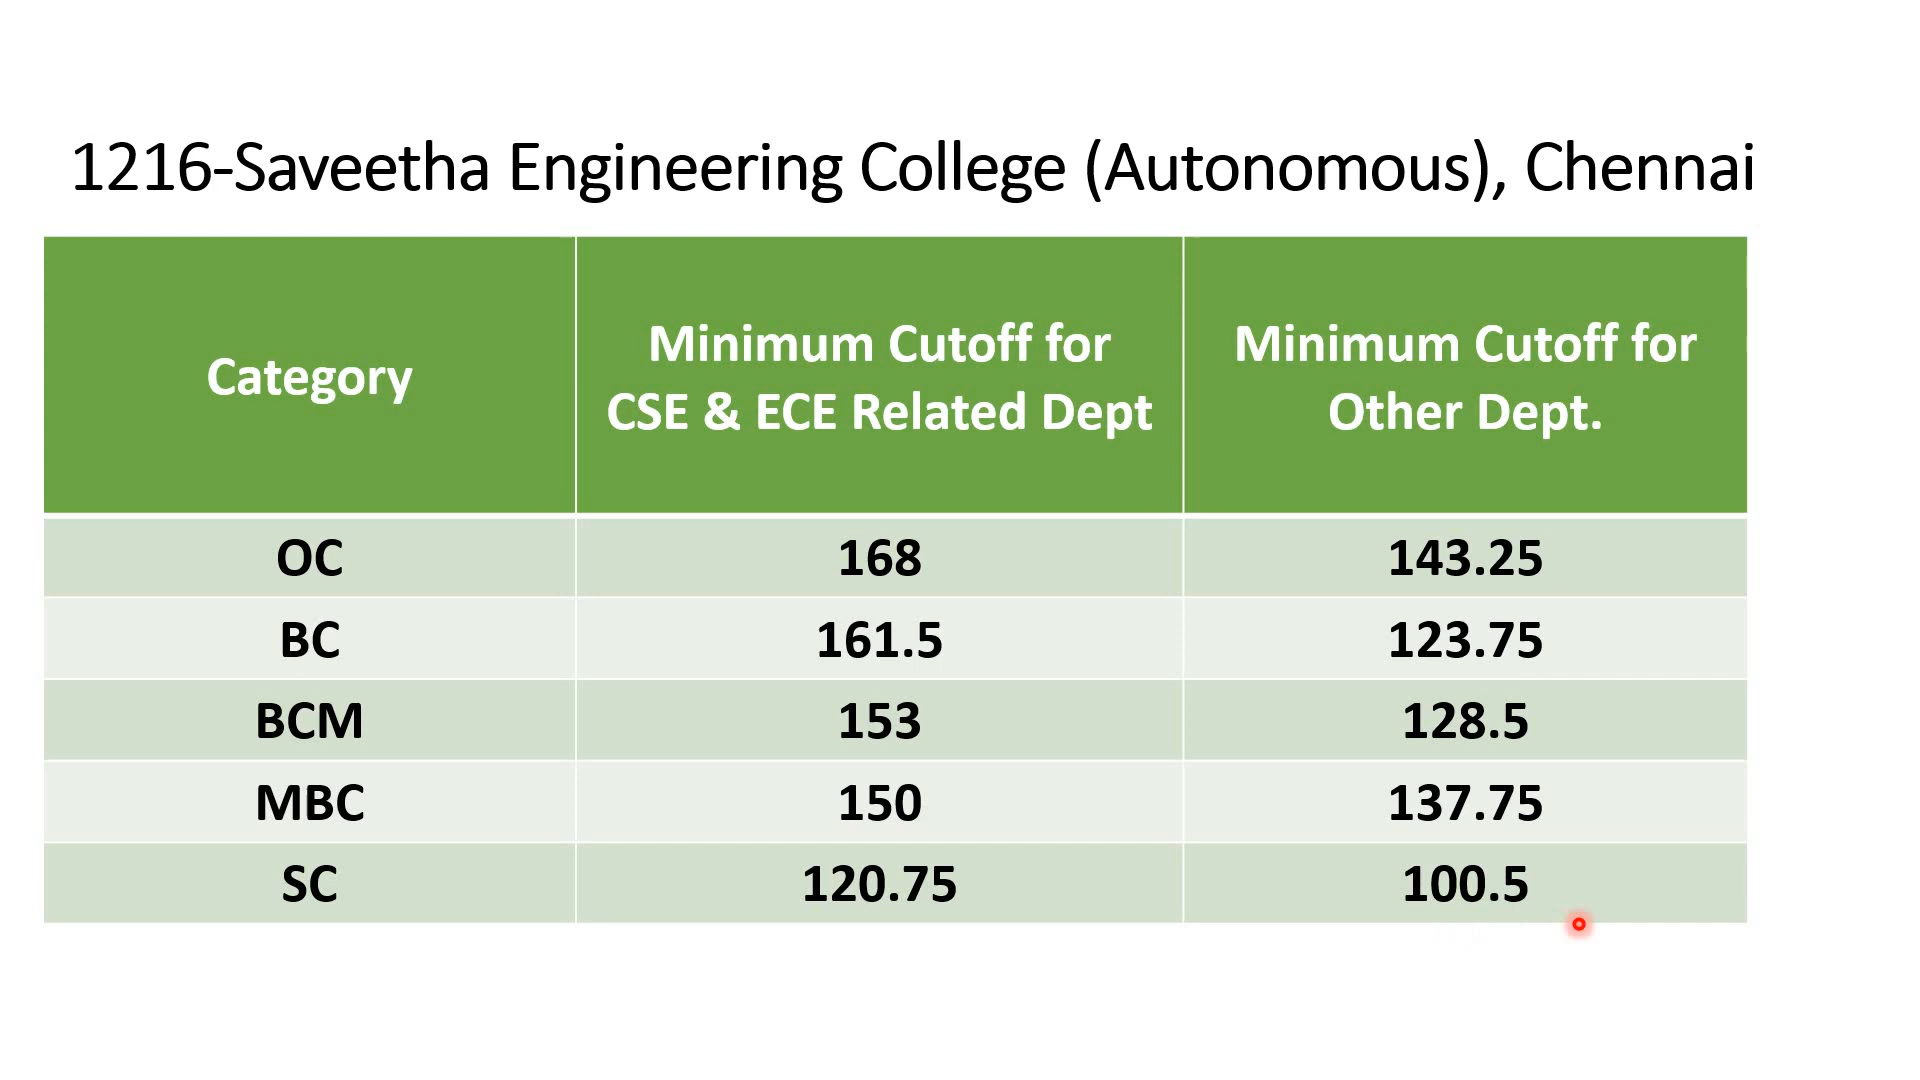 1216-Saveetha Engineering College (Autonomous), Chennai
Category
Minimum Cutoff for
CSE & ECE Related Dept
Minimum Cutoff for
Other Dept.
OC 168 143.25
BC 161.5 123.75
BCM 153 128.5
MBC 150 137.75
SC 120.75 100.5